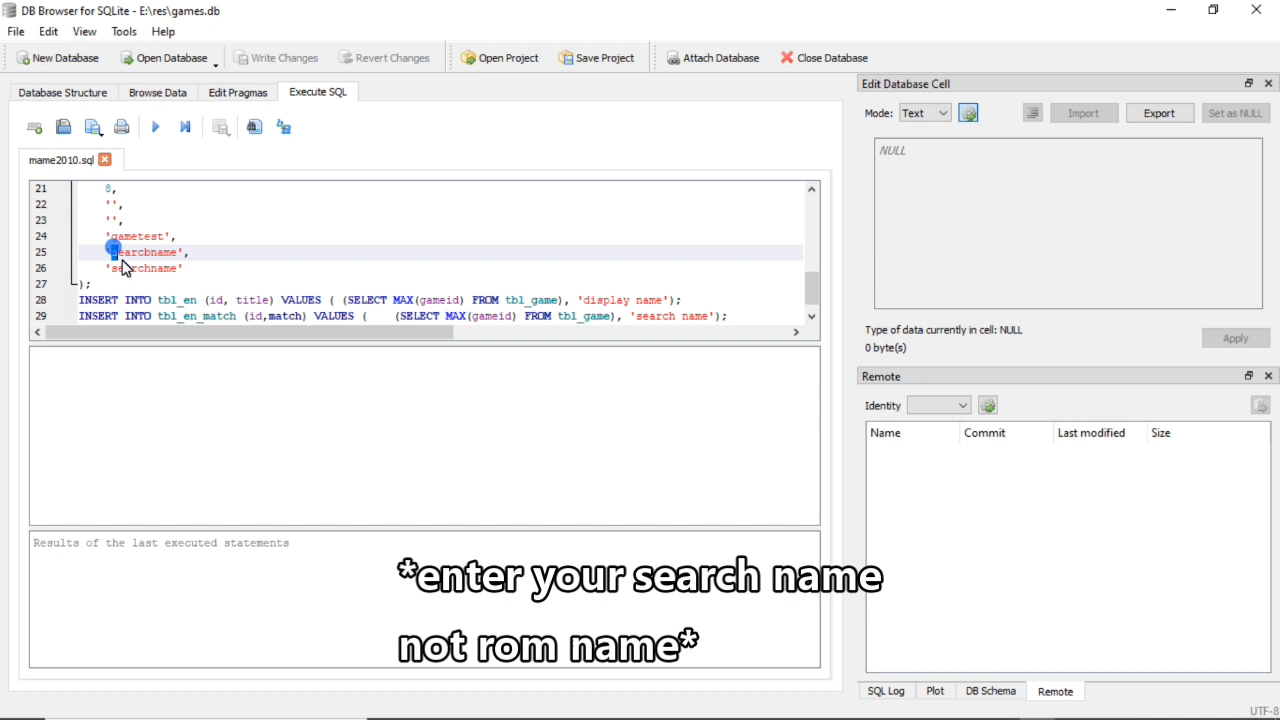 DB Browser for SQLite - E:\res\games.db
File Edit View Tools Help
New Database Open Database Write Changes Revert Changes Open Project Save Project Attach Database Close Database
Database Structure Browse Data Edit Pragmas Execute SQL
mame2010.sql
21 8,
22 '',
23 '',
24 'gametest',
25 'searchname',
26 'searchname'
27 );
28 INSERT INTO tbl_en (id, title) VALUES ( (SELECT MAX(gameid) FROM tbl_game), 'display name');
29 INSERT INTO tbl_en_match (id,match) VALUES ( (SELECT MAX(gameid) FROM tbl_game), 'search name');
Results of the last executed statements
Edit Database Cell
Mode: Text Import Export Set as NULL
NULL
Type of data currently in cell: NULL
0 byte(s)
Apply
Remote
Identity
Name Commit Last modified Size
SQL Log Plot DB Schema Remote
UTF-8
*enter your search name
not rom name*